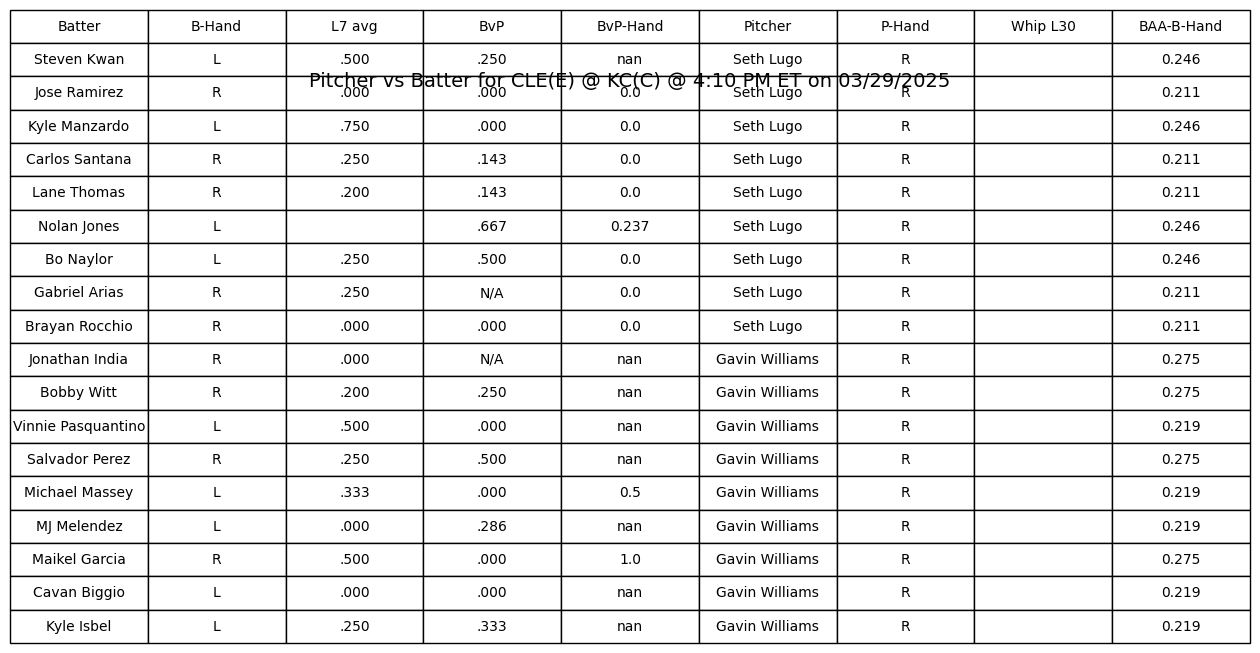 Batter B-Hand L7 avg BvP BvP-Hand Pitcher P-Hand Whip L30 BAA-B-Hand
Steven Kwan L .500 .250 nan Seth Lugo R 0.246
Pitcher vs Batter for CLE(E) @ KC(C) @ 4:10 PM ET on 03/29/2025
Jose Ramirez R .000 .000 0.0 Seth Lugo R 0.211
Kyle Manzardo L .750 .000 0.0 Seth Lugo R 0.246
Carlos Santana R .250 .143 0.0 Seth Lugo R 0.211
Lane Thomas R .200 .143 0.0 Seth Lugo R 0.211
Nolan Jones L .667 0.237 Seth Lugo R 0.246
Bo Naylor L .250 .500 0.0 Seth Lugo R 0.246
Gabriel Arias R .250 N/A 0.0 Seth Lugo R 0.211
Brayan Rocchio R .000 .000 0.0 Seth Lugo R 0.211
Jonathan India R .000 N/A nan Gavin Williams R 0.275
Bobby Witt R .200 .250 nan Gavin Williams R 0.275
Vinnie Pasquantino L .500 .000 nan Gavin Williams R 0.219
Salvador Perez R .250 .500 nan Gavin Williams R 0.275
Michael Massey L .333 .000 0.5 Gavin Williams R 0.219
MJ Melendez L .000 .286 nan Gavin Williams R 0.219
Maikel Garcia R .500 .000 1.0 Gavin Williams R 0.275
Cavan Biggio L .000 .000 nan Gavin Williams R 0.219
Kyle Isbel L .250 .333 nan Gavin Williams R 0.219